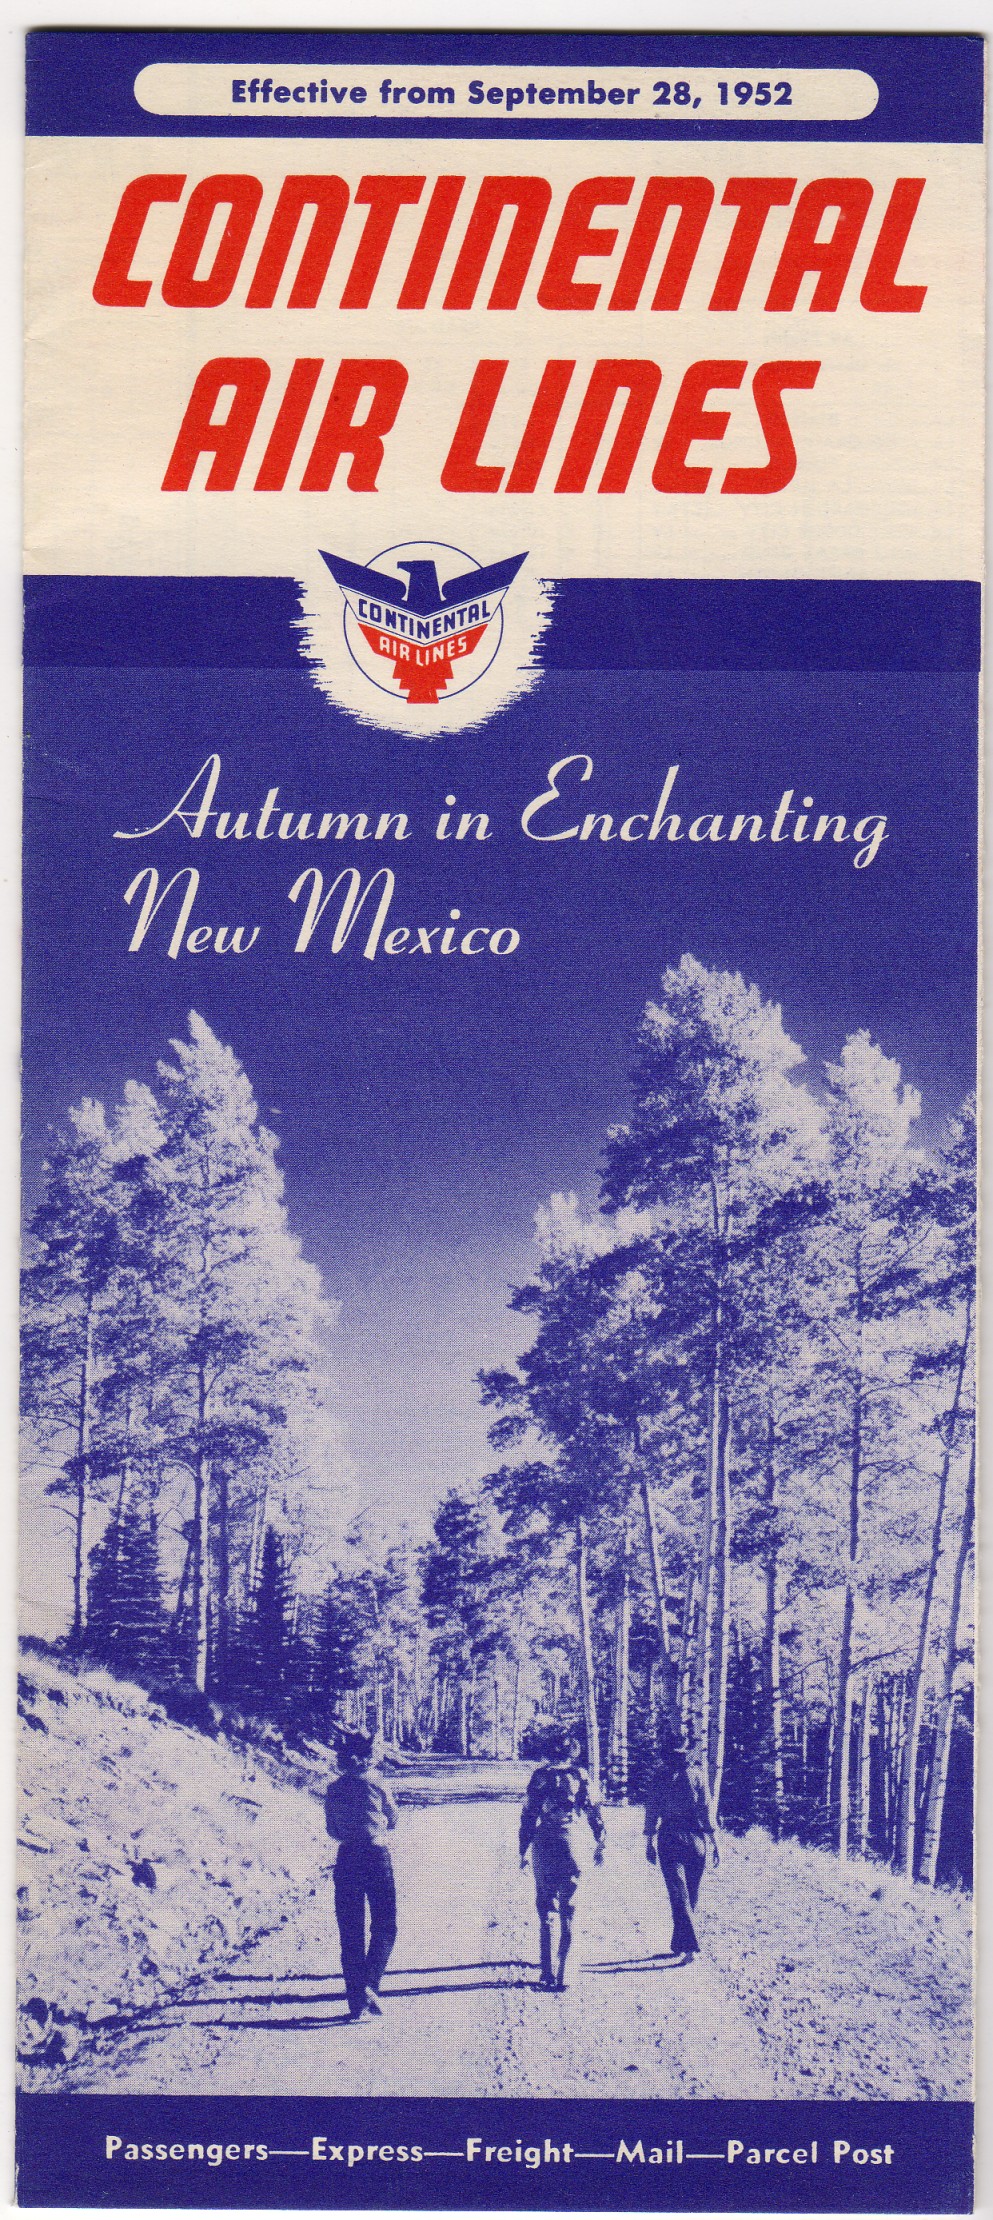 Effective from September 28, 1952
CONTINENTAL
AIR LINES
CONTINENTAL
AIR LINES
Autumn in Enchanting
New Mexico
Passengers—Express—Freight—Mail—Parcel Post